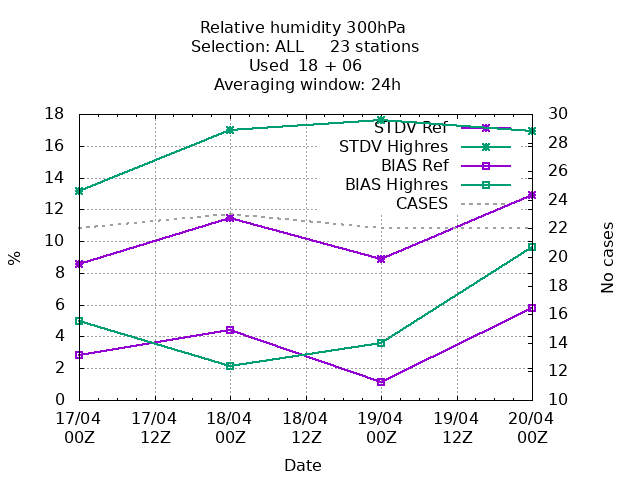 Relative humidity 300hPa
Selection: ALL 23 stations
Used 18 + 06
Averaging window: 24h
18 30
16 28
14 26
12 24
10 22
8 20
6 18
4 16
2 14
0 12
10
STDV Ref
STDV Highres
BIAS Ref
BIAS Highres
CASES
%
No cases
17/04 17/04 18/04 18/04 19/04 19/04 20/04
00Z 12Z 00Z 12Z 00Z 12Z 00Z
Date